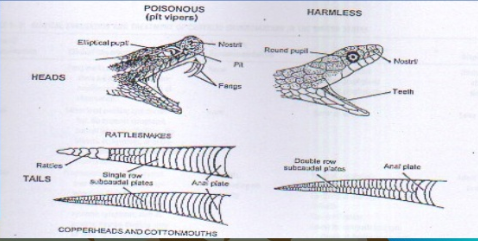 POISONOUS
(pit vipers)
HARMLESS
Elliptical pupil
Nostril
Pit
Fangs
HEADS
Round pupil
Nostril
Teeth
RATTLESNAKES
Rattles
Single row
subcaudal plates
Anal plate
TAILS
Double row
subcaudal plates
Anal plate
COPPERHEADS AND COTTONMOUTHS